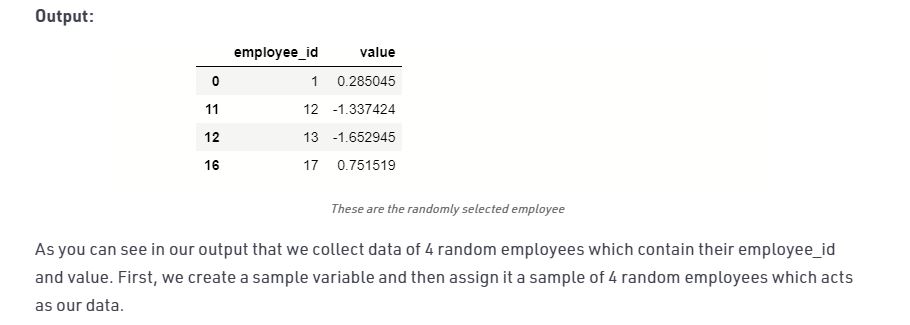 Output:
employee_id value
0 1 0.285045
11 12 -1.337424
12 13 -1.652945
16 17 0.751519
These are the randomly selected employee
As you can see in our output that we collect data of 4 random employees which contain their employee_id
and value. First, we create a sample variable and then assign it a sample of 4 random employees which acts
as our data.